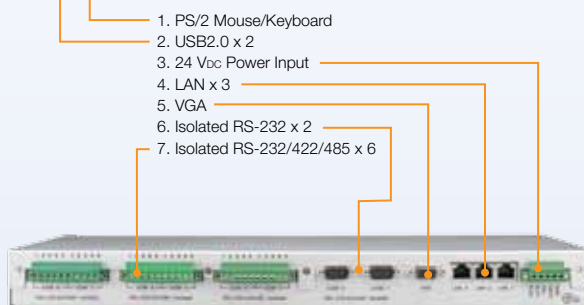 1. PS/2 Mouse/Keyboard
2. USB2.0 x 2
3. 24 VDC Power Input
4. LAN x 3
5. VGA
6. Isolated RS-232 x 2
7. Isolated RS-232/422/485 x 6